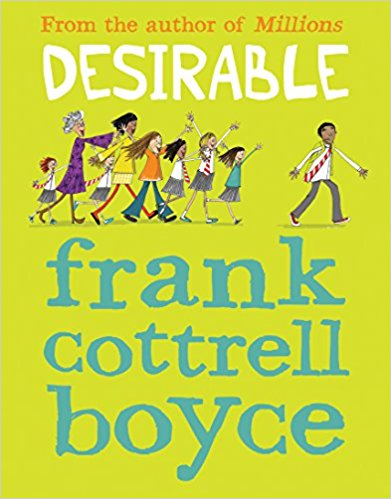 From the author of Millions
DESIRABLE
frank
cottrell
boyce